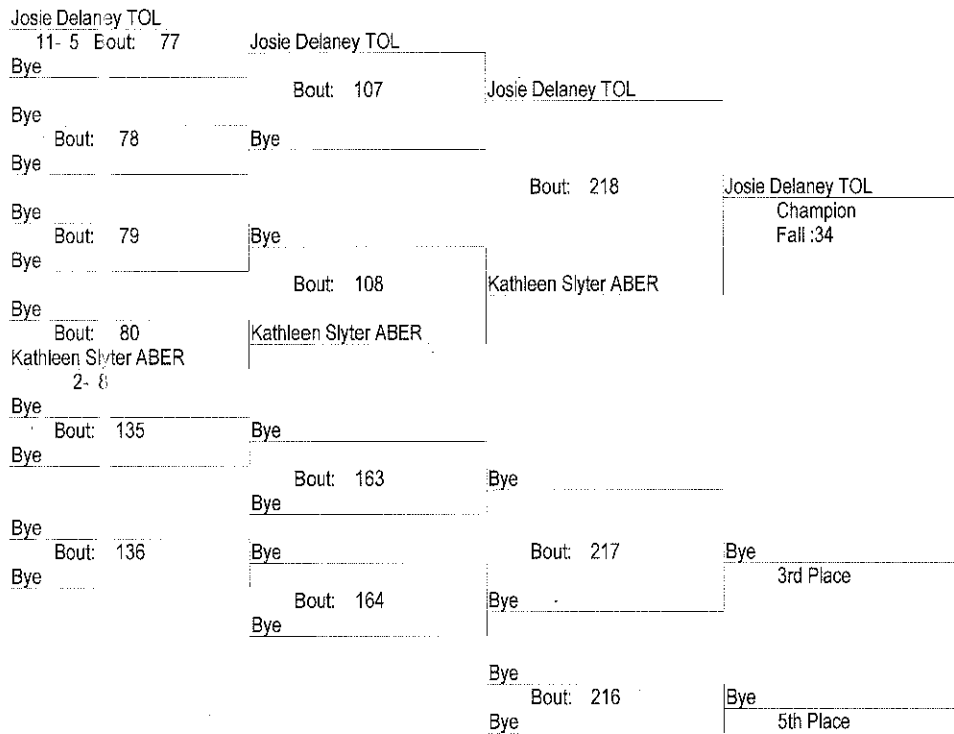 Josie Delaney TOL
11- 5 Bout: 77 Josie Delaney TOL
Bye
Bout: 107 Josie Delaney TOL
Bye
Bout: 78 Bye
Bye
Bout: 218 Josie Delaney TOL
Bye Champion
Bout: 79 Bye Fall :34
Bye
Bout: 108 Kathleen Slyter ABER
Bye
Bout: 80 Kathleen Slyter ABER
Kathleen Slyter ABER
2- 8
Bye
Bout: 135 Bye
Bye
Bout: 163 Bye
Bye
Bye
Bout: 136 Bye Bout: 217 Bye
Bye 3rd Place
Bout: 164 Bye
Bye
Bye
Bout: 216 Bye
Bye 5th Place